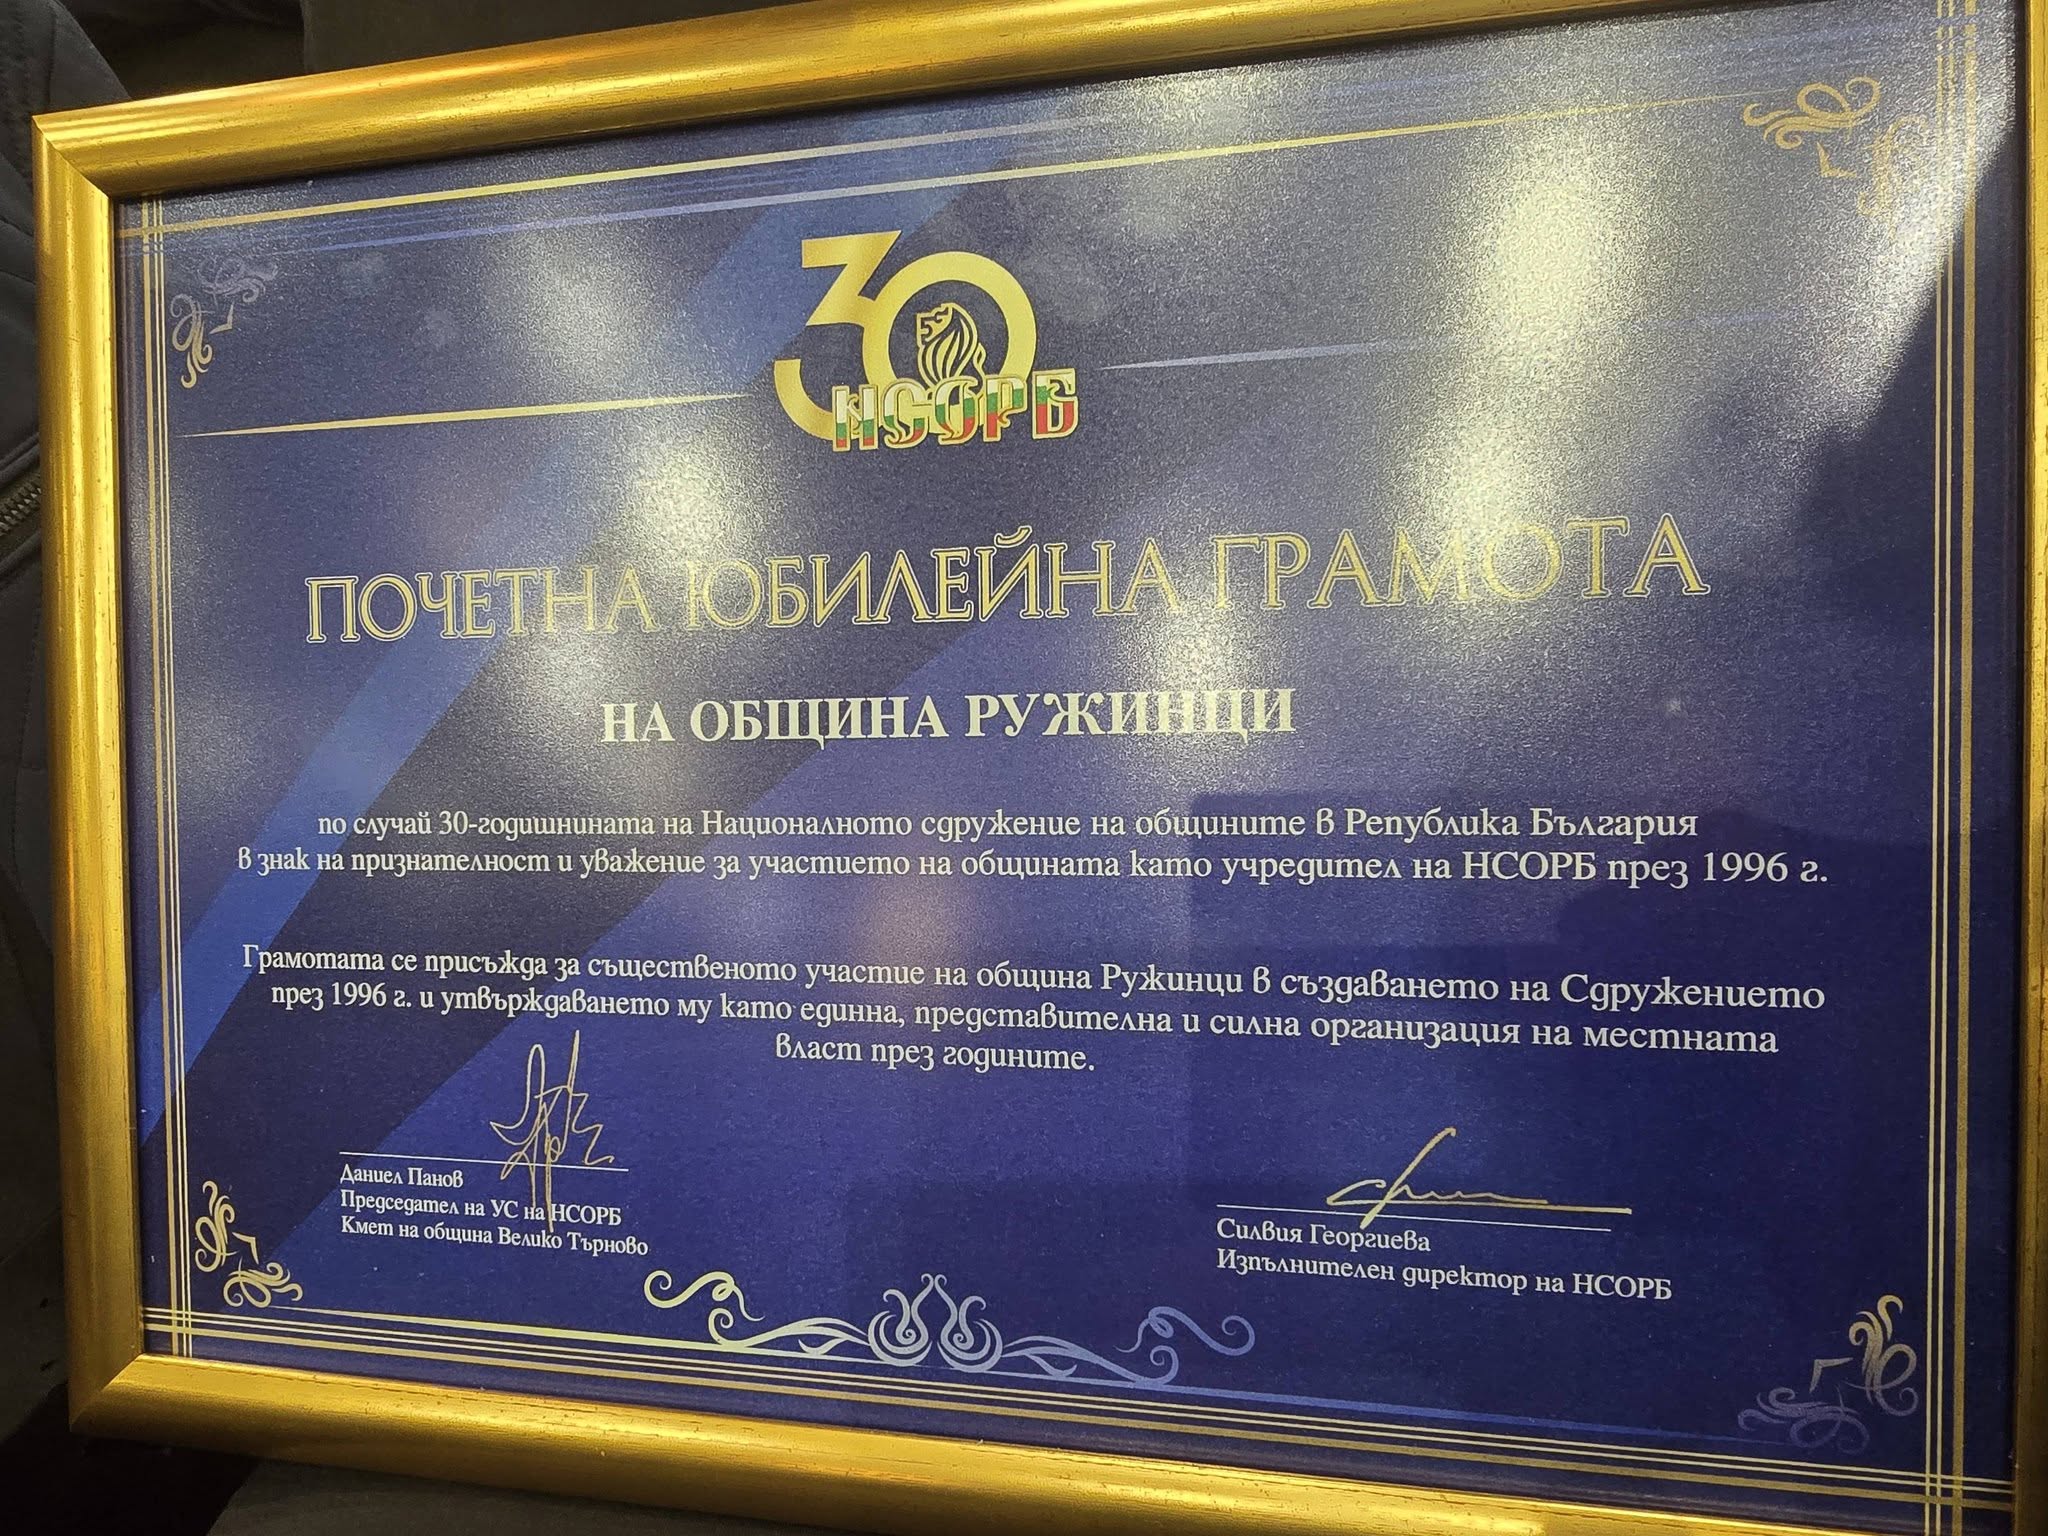 30
НСОРБ
ПОЧЕТНА ЮБИЛЕЙНА ГРАМОТА
НА ОБЩИНА РУЖИНЦИ
по случай 30-годишнината на Националното сдружение на общините в Република България
в знак на признателност и уважение за участието на общината като учредител на НСОРБ през 1996 г.
Грамотата се присъжда за същественото участие на община Ружинци в създаването на Сдружението
през 1996 г. и утвърждаването му като единна, представителна и силна организация на местната
власт през годините.
Даниел Панов
Председател на УС на НСОРБ
Кмет на община Велико Търново
Силвия Георгиева
Изпълнителен директор на НСОРБ